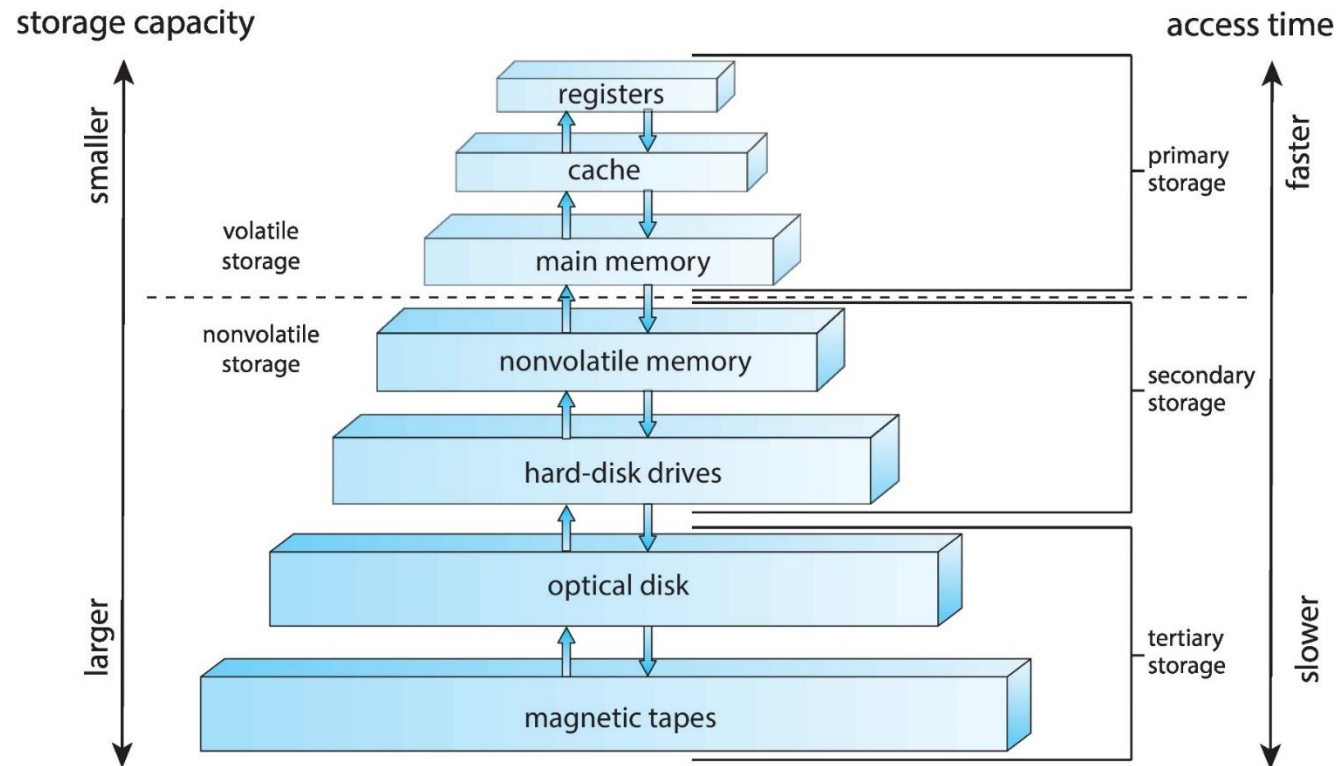 storage capacity
access time
smaller
larger
registers
cache
main memory
volatile
storage
nonvolatile
storage
nonvolatile memory
hard-disk drives
optical disk
magnetic tapes
primary
storage
secondary
storage
tertiary
storage
faster
slower